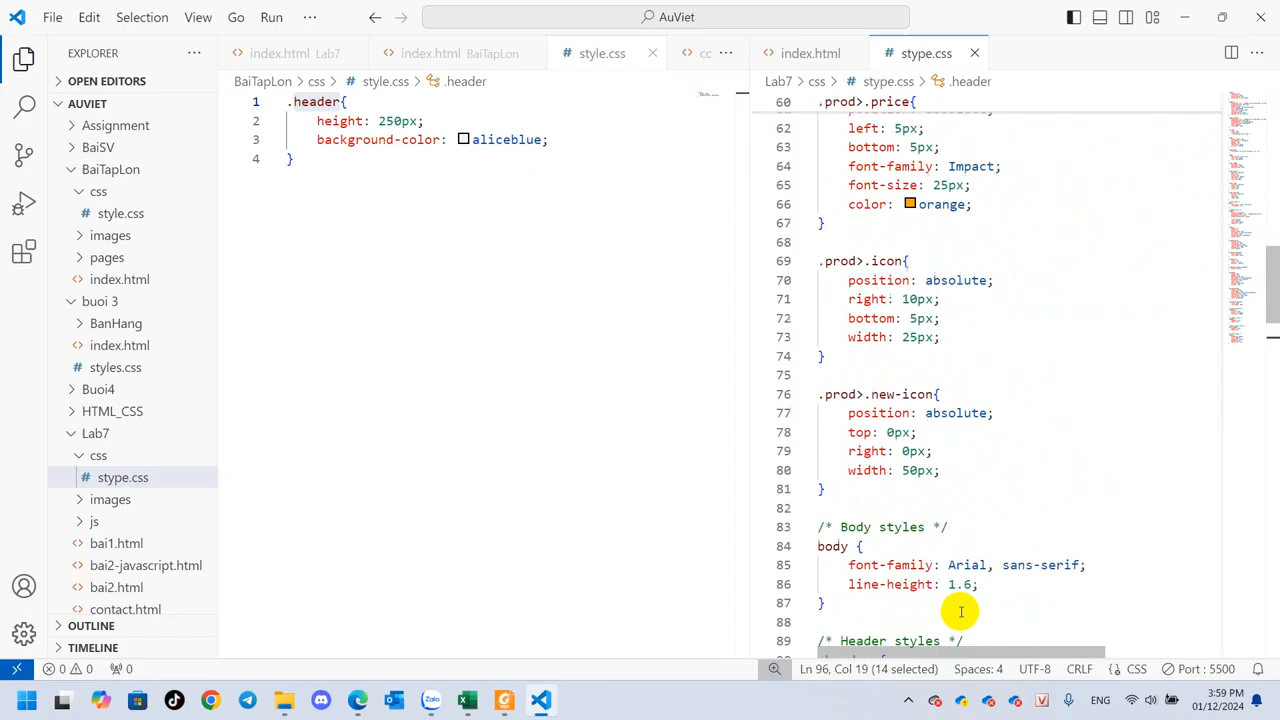 File Edit Selection View Go Run ··· AuViet
EXPLORER ···
OPEN EDITORS
AUVIET
Assignment
BaiSV
BaiTapLon
css
# style.css
images
pages
<> index.html
buoi 3
BanHang
<> index.html
# styles.css
Buoi4
HTML_CSS
Lab7
css
# stype.css
images
js
<> bai1.html
<> bai2-javascript.html
<> bai2.html
<> contact.html
OUTLINE
TIMELINE
<> index.html Lab7 <> index.html BaiTapLon # style.css <> cc ···
BaiTapLon > css > # style.css > .header
1 .header{
2 height: 250px;
3 background-color: aliceblue;
4 }
<> index.html # stype.css ···
Lab7 > css > # stype.css > .header
60 .prod>.price{
62 left: 5px;
63 bottom: 5px;
64 font-family: Impact;
65 font-size: 25px;
66 color: orange;
67 }
68
69 .prod>.icon{
70 position: absolute;
71 right: 10px;
72 bottom: 5px;
73 width: 25px;
74 }
75
76 .prod>.new-icon{
77 position: absolute;
78 top: 0px;
79 right: 0px;
80 width: 50px;
81 }
82
83 /* Body styles */
84 body {
85 font-family: Arial, sans-serif;
86 line-height: 1.6;
87 }
88
89 /* Header styles */
0 0 0 Ln 96, Col 19 (14 selected) Spaces: 4 UTF-8 CRLF {} CSS Port : 5500
Zalo ENG 3:59 PM
01/12/2024